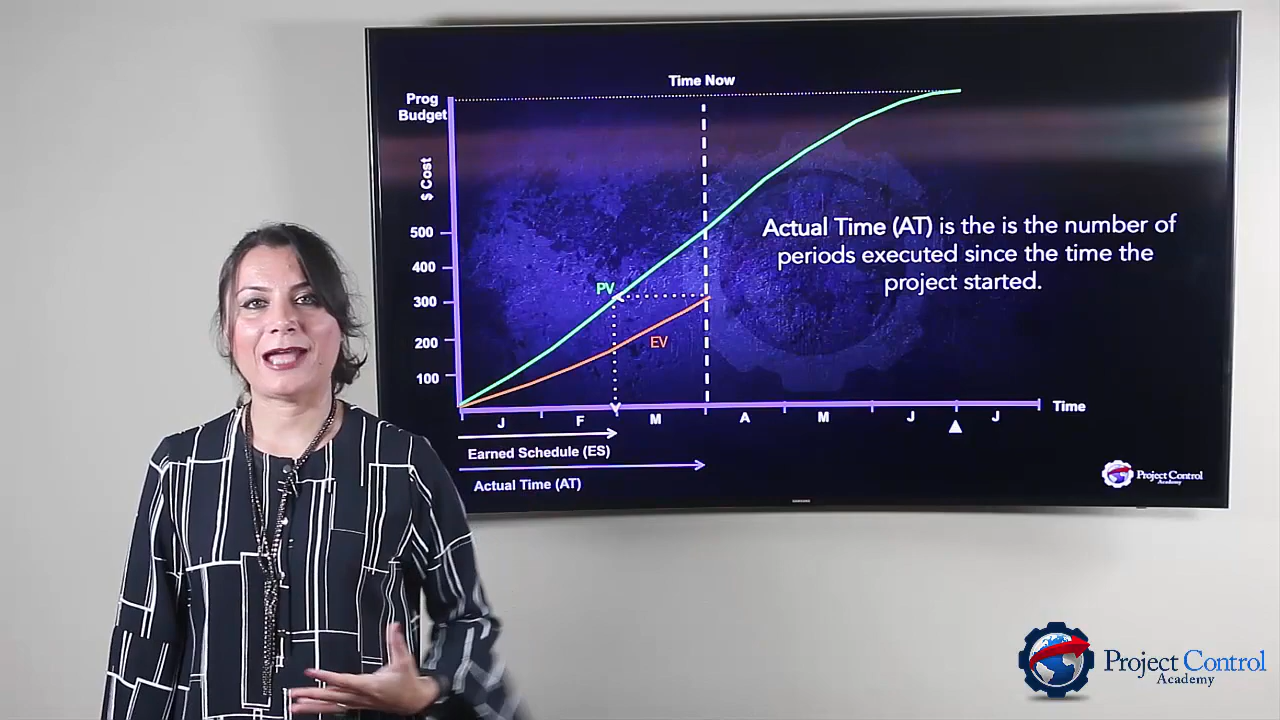 Time Now
Prog
Budget
$ Cost
500
400
300
200
100
PV
EV
Actual Time (AT) is the is the number of
periods executed since the time the
project started.
J F M A M J J
Time
Earned Schedule (ES)
Actual Time (AT)
Project Control
Academy
SAMSUNG
Project Control
Academy